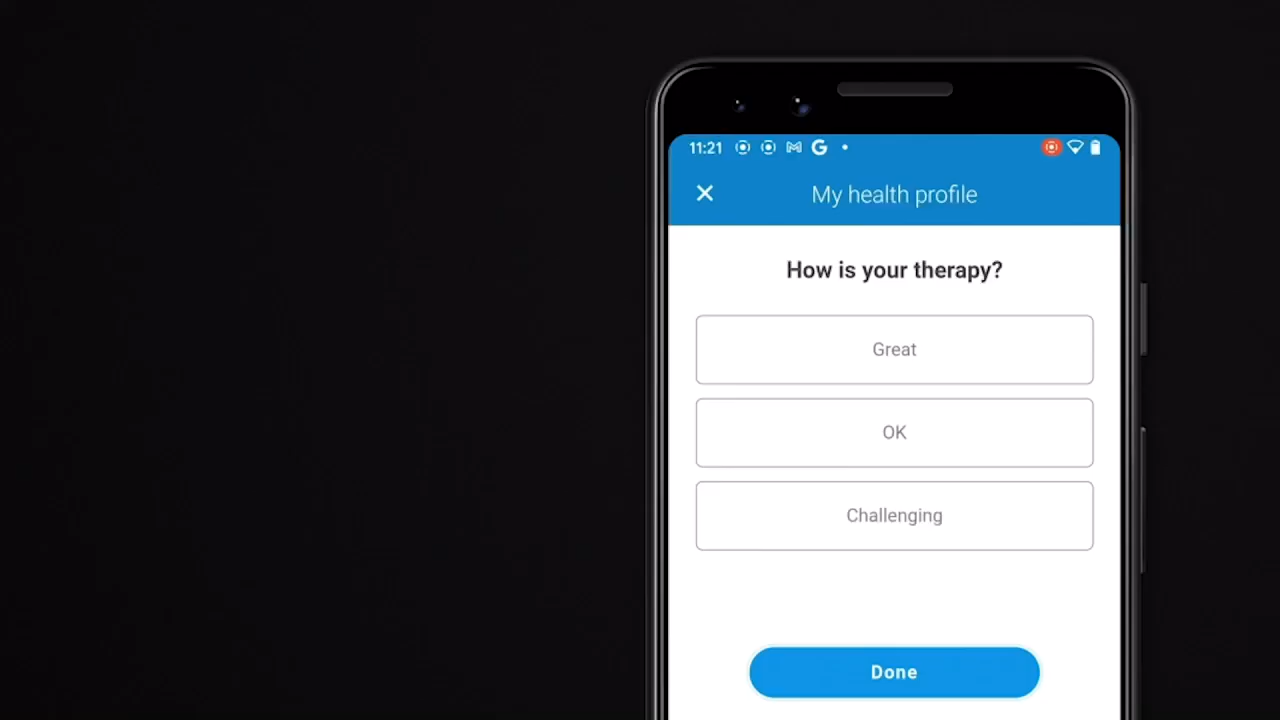 11:21
My health profile
How is your therapy?
Great
OK
Challenging
Done